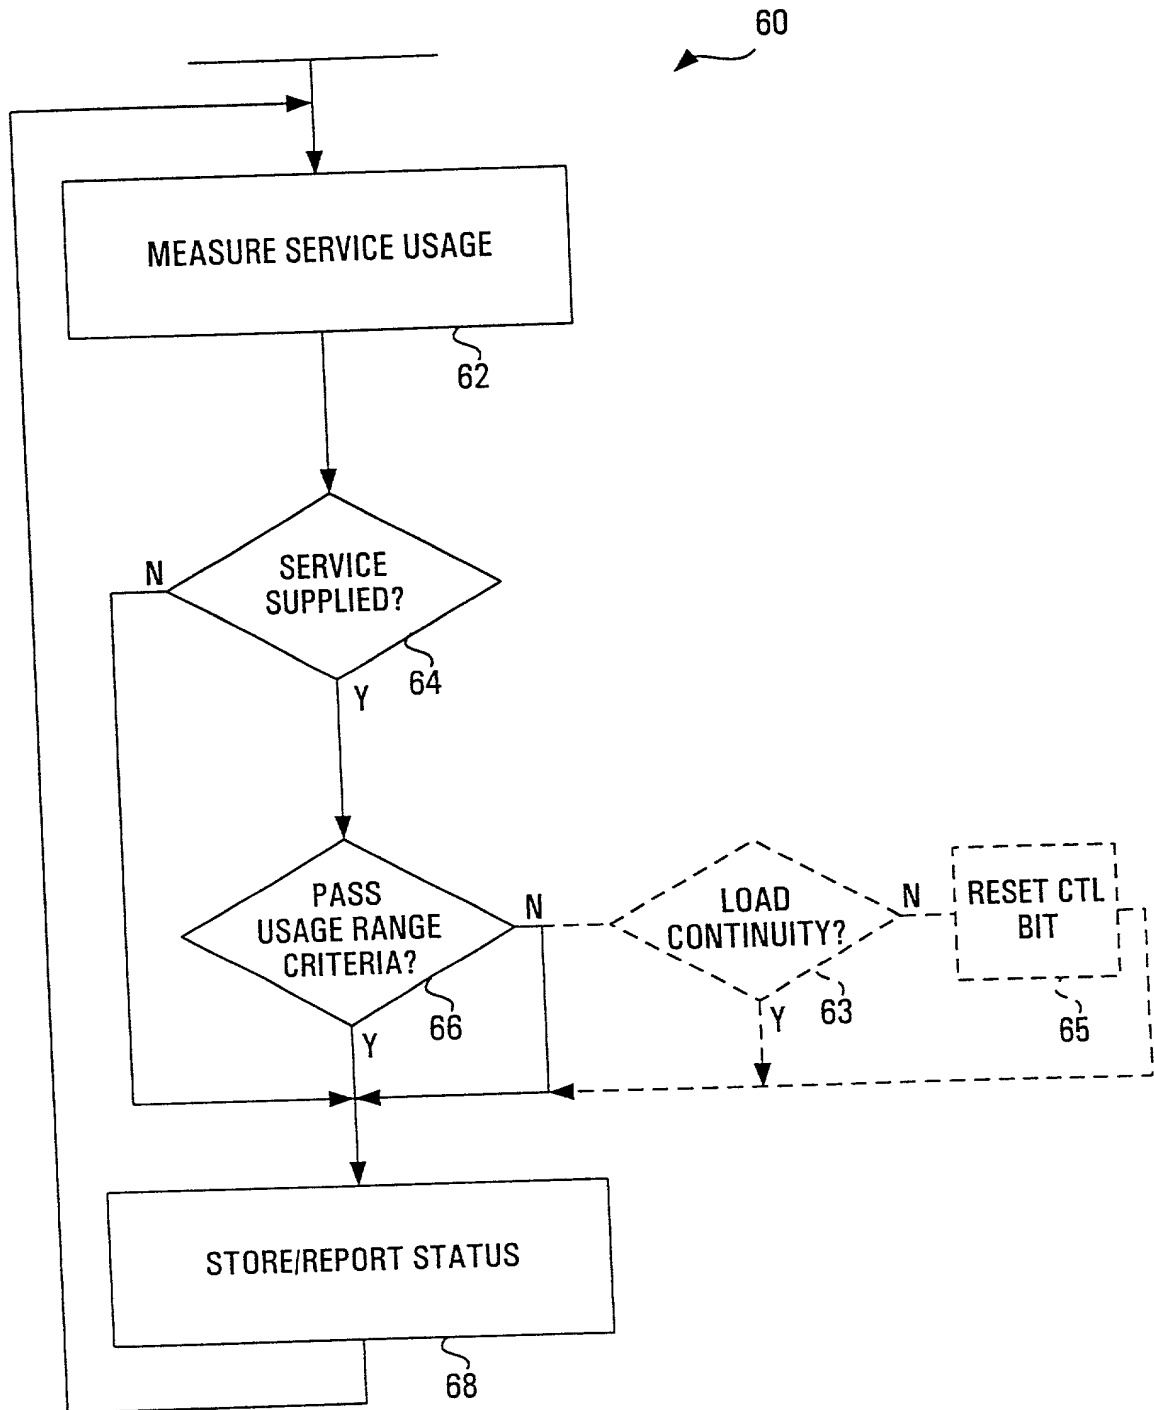 60
MEASURE SERVICE USAGE
62
N
SERVICE
SUPPLIED?
64
Y
PASS
USAGE RANGE
CRITERIA?
N
66
Y
LOAD
CONTINUITY?
N
63
Y
RESET CTL
BIT
65
STORE/REPORT STATUS
68